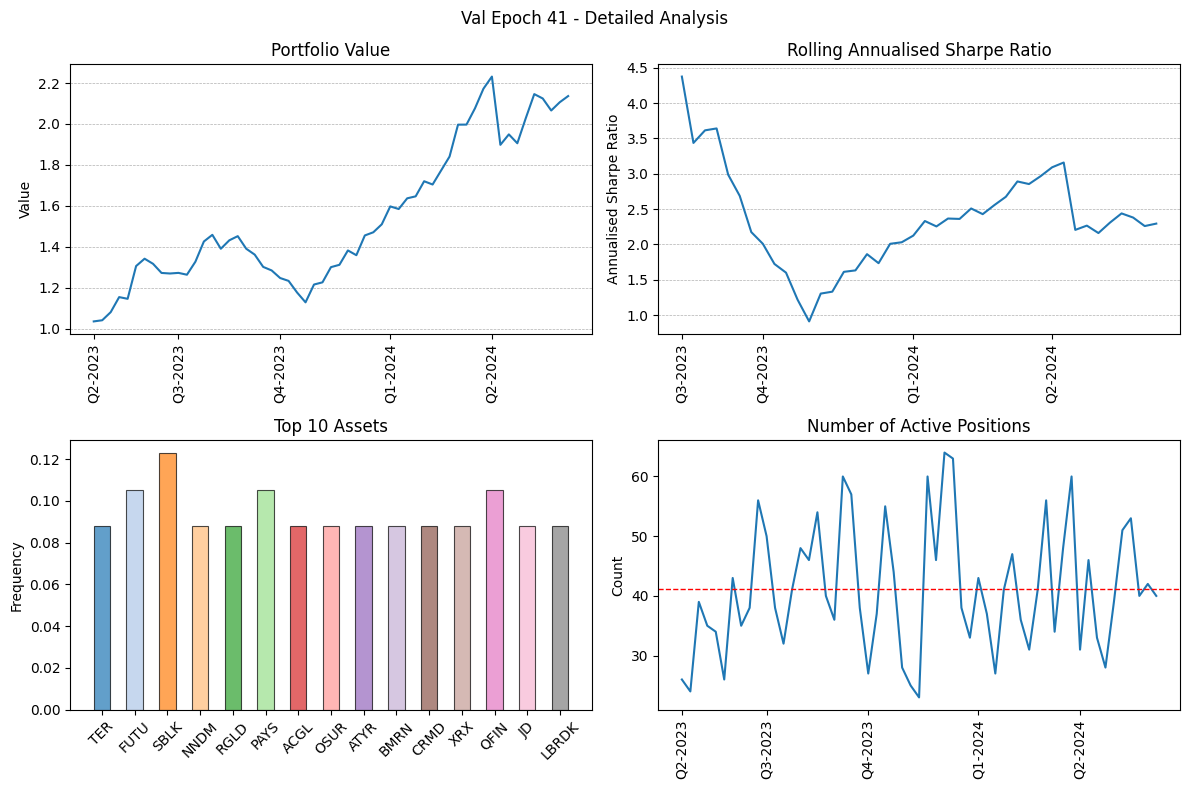 Val Epoch 41 - Detailed Analysis
Portfolio Value
Value
2.2
2.0
1.8
1.6
1.4
1.2
1.0
Q2-2023
Q3-2023
Q4-2023
Q1-2024
Q2-2024
Rolling Annualised Sharpe Ratio
Annualised Sharpe Ratio
4.5
4.0
3.5
3.0
2.5
2.0
1.5
1.0
Q3-2023
Q4-2023
Q1-2024
Q2-2024
Top 10 Assets
Frequency
0.12
0.10
0.08
0.06
0.04
0.02
0.00
TER
FUTU
SBLK
NNDM
RGLD
PAYS
ACGL
OSUR
ATYR
BMRN
CRMD
XRX
QFIN
JD
LBRDK
Number of Active Positions
Count
60
50
40
30
Q2-2023
Q3-2023
Q4-2023
Q1-2024
Q2-2024